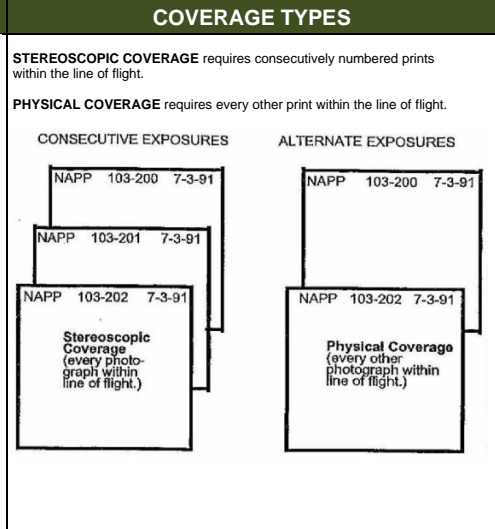 COVERAGE TYPES
STEREOSCOPIC COVERAGE requires consecutively numbered prints
within the line of flight.
PHYSICAL COVERAGE requires every other print within the line of flight.
CONSECUTIVE EXPOSURES
NAPP 103-200 7-3-91
NAPP 103-201 7-3-91
NAPP 103-202 7-3-91
Stereoscopic
Coverage
(every photo-
graph within
line of flight.)
ALTERNATE EXPOSURES
NAPP 103-200 7-3-91
NAPP 103-202 7-3-91
Physical Coverage
(every other
photograph within
line of flight.)